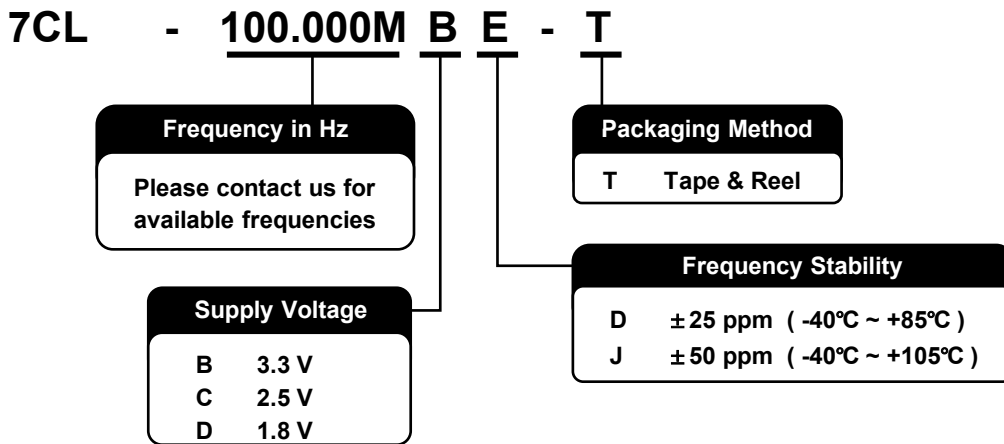 7CL - 100.000M B E - T
Frequency in Hz
Please contact us for
available frequencies
Packaging Method
T Tape & Reel
Supply Voltage
B 3.3 V
C 2.5 V
D 1.8 V
Frequency Stability
D ±25 ppm ( -40℃ ~ +85℃ )
J ±50 ppm ( -40℃ ~ +105℃ )